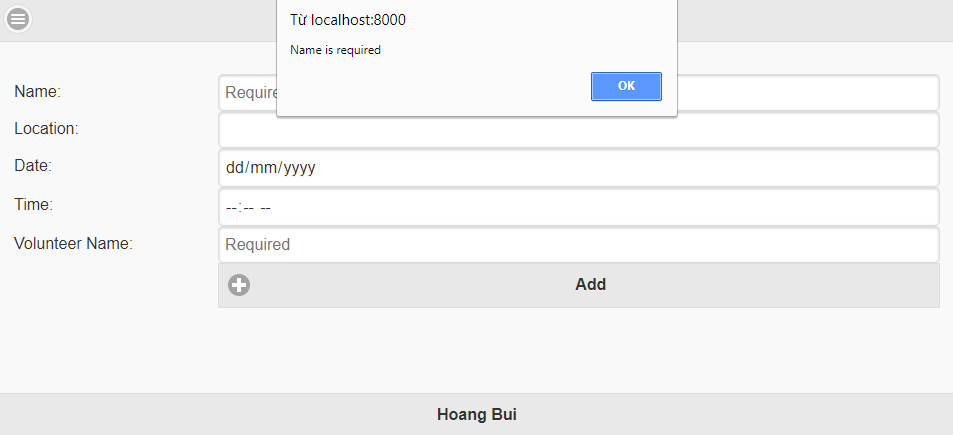 Từ localhost:8000
Name is required
OK
Name: Require
Location:
Date: dd/mm/yyyy
Time: --:-- --
Volunteer Name: Required
Add
Hoang Bui